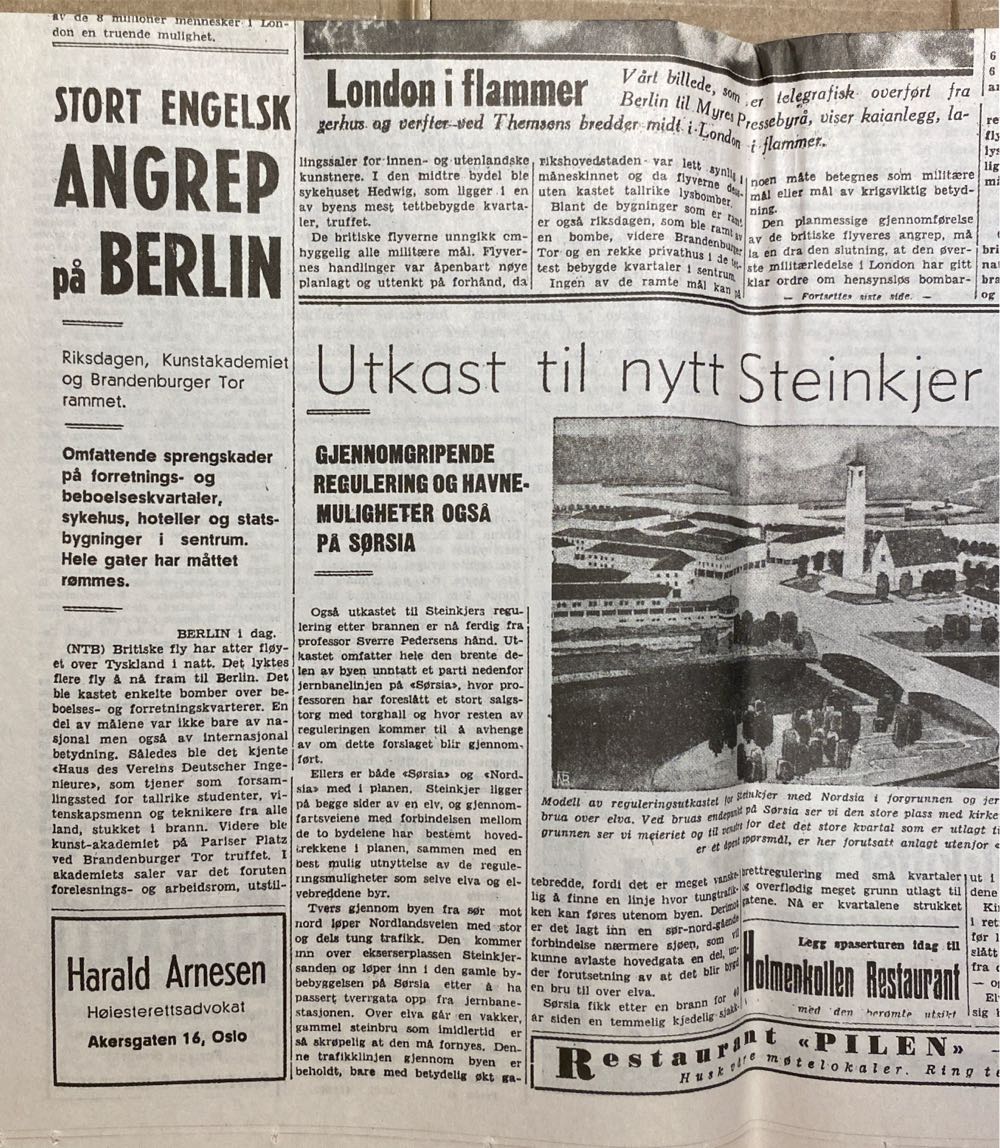 av de 8 millioner mennesker i Lon-
don en truende mulighet.
STORT ENGELSK
ANGREP
på BERLIN
Riksdagen, Kunstakademiet
og Brandenburger Tor
rammet.
Omfattende sprengskader
på forretnings- og
beboelseskvartaler,
sykehus, hoteller og stats-
bygninger i sentrum.
Hele gater har måttet
rømmes.
BERLIN i dag.
(NTB) Britiske fly har atter fløy-
et over Tyskland i natt. Det lyktes
flere fly å nå fram til Berlin. Det
ble kastet enkelte bomber over be-
boelses- og forretningskvarterer. En
del av målene var ikke bare av na-
sjonal men også av internasjonal
betydning. Således ble det kjente
«Haus des Vereins Deutscher Inge-
nieure», som tjener som forsam-
lingssted for tallrike studenter, vi-
tenskapsmenn og teknikere fra alle
land, stukket i brann. Videre ble
kunst-akademiet på Pariser Platz
ved Brandenburger Tor truffet. I
akademiets saler var det foruten
forelesnings- og arbeidsrom, utstil-
Harald Arnesen
Høiesterettsadvokat
Akersgaten 16, Oslo
London i flammer
Vårt billede, som er telegrafisk overført fra
Berlin til Myres Pressebyrå, viser kaianlegg, la-
gerhus og verfter ved Themsens bredder midt i London i flammer.
lingssaler for innen- og utenlandske
kunstnere. I den midtre bydel ble
sykehuset Hedwig, som ligger i en
av byens mest tettbebygde kvarta-
ler, truffet.
De britiske flyverne unngikk om-
hyggelig alle militære mål. Flyver-
nes handlinger var åpenbart nøye
planlagt og uttenkt på forhånd, da
rikshovedstaden var lett synlig i
måneskinnet og da flyverne dess-
uten kastet tallrike lysbomber.
Blant de bygninger som er ramt
er også riksdagen, som ble ramt av
en bombe, videre Brandenburger
Tor og en rekke privathus i de tet-
test bebygde kvartaler i sentrum.
Ingen av de ramte mål kan på
noen måte betegnes som militære
mål eller mål av krigsviktig betyd-
ning.
Den planmessige gjennomførelse
av de britiske flyveres angrep, må
la en dra den slutning, at den øver-
ste militærledelse i London har gitt
klar ordre om hensynsløs bombar-
— Fortsettes siste side. —
Utkast til nytt Steinkjer
GJENNOMGRIPENDE
REGULERING OG HAVNE-
MULIGHETER OGSÅ
PÅ SØRSIA
Også utkastet til Steinkjers regu-
lering etter brannen er nå ferdig fra
professor Sverre Pedersens hånd. Ut-
kastet omfatter hele den brente de-
len av byen unntatt et parti nedenfor
jernbanelinjen på «Sørsia», hvor pro-
fessoren har foreslått et stort salgs-
torg med torghall og hvor resten av
reguleringen kommer til å avhenge
av om dette forslaget blir gjennom-
ført.
Ellers er både «Sørsia» og «Nord-
sia» med i planen. Steinkjer ligger
på begge sider av en elv, og gjennom-
fartsveiene med forbindelsen mellom
de to bydelene har bestemt hoved-
trekkene i planen, sammen med en
best mulig utnyttelse av de regule-
ringsmuligheter som selve elva og el-
vebreddene byr.
Tvers gjennom byen fra sør mot
nord løper Nordlandsveien med stor
og dels tung trafikk. Den kommer
inn over ekserserplassen Steinkjer-
sanden og løper inn i den gamle by-
bebyggelsen på Sørsia etter å ha
passert tverrgata opp fra jernbane-
stasjonen. Over elva går en vakker,
gammel steinbru som imidlertid er
så skrøpelig at den må fornyes. Den-
ne trafikklinjen gjennom byen er
beholdt, bare med betydelig økt ga-
Modell av reguleringsutkastet for Steinkjer med Nordsia i forgrunnen og jer
brua over elva. Ved bruas endepunkt på Sørsia ser vi den store plass med kirke
grunnen ser vi meieriet og til venstre for det det store kvartal som er utlagt ti
er et åpent spørsmål, er her forutsatt anlagt utenfor
tebredde, fordi det er meget vanske-
lig å finne en linje hvor tungtrafik-
ken kan føres utenom byen. Derimot
er det lagt inn en sør-nord-gående
forbindelse nærmere sjøen, som vil
kunne avlaste hovedgata en del, un-
der forutsetning av at det blir bygd
en bru til over elva.
Sørsia fikk etter en brann for 40
år siden en temmelig kjedelig sjakk-
brettregulering med små kvartaler
og overflødig meget grunn utlagt til
gatene. Nå er kvartalene strukket
Legg spaserturen idag til
Holmenkollen Restaurant
med den berømte utsikt
ut i
dene
før 1
slått
fra
sig
Restaurant «PILEN»
Husk våre møtelokaler. Ring te